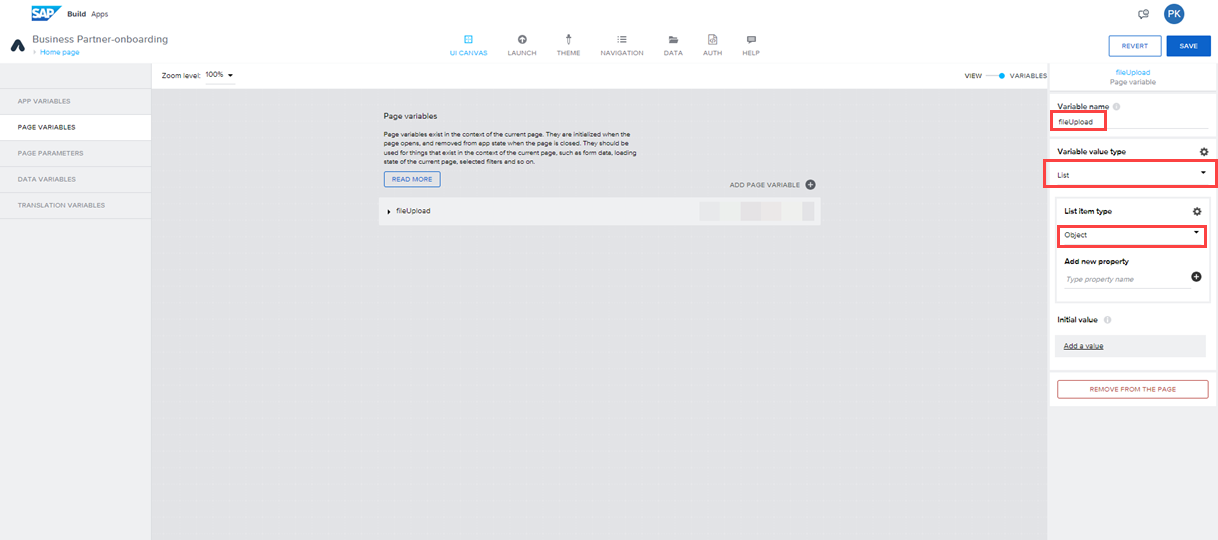 SAP Build Apps
PK
Business Partner-onboarding
› Home page
UI CANVAS
LAUNCH
THEME
NAVIGATION
DATA
AUTH
HELP
REVERT
SAVE
Zoom level: 100%
VIEW
VARIABLES
APP VARIABLES
PAGE VARIABLES
PAGE PARAMETERS
DATA VARIABLES
TRANSLATION VARIABLES
Page variables
Page variables exist in the context of the current page. They are initialized when the
page opens, and removed from app state when the page is closed. They should be
used for things that exist in the context of the current page, such as form data, loading
state of the current page, selected filters and so on.
READ MORE
ADD PAGE VARIABLE
fileUpload
fileUpload
Page variable
Variable name
fileUpload
Variable value type
List
List item type
Object
Add new property
Type property name
Initial value
Add a value
REMOVE FROM THE PAGE